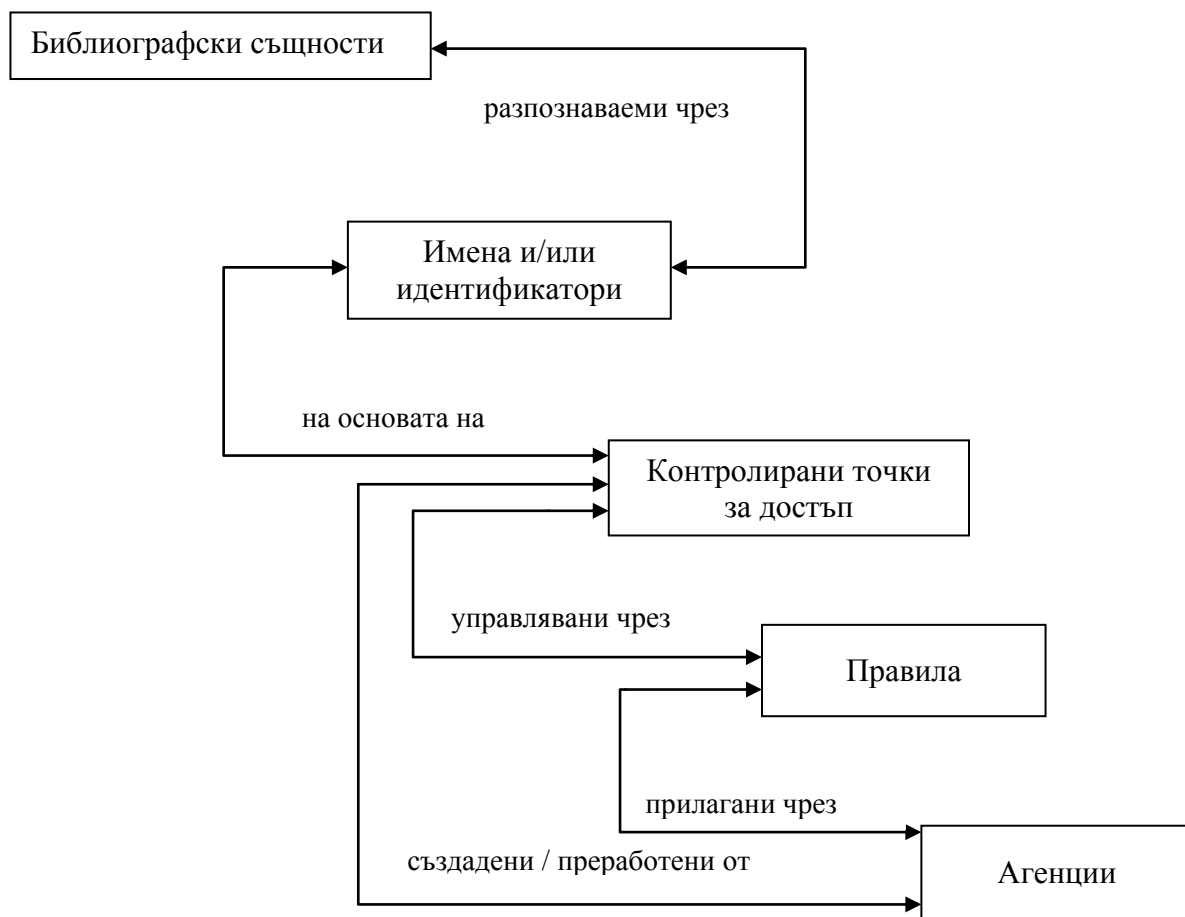 Библиографски същности
разпознаваеми чрез
Имена и/или
идентификатори
на основата на
Контролирани точки
за достъп
управлявани чрез
Правила
прилагани чрез
създадени / преработени от
Агенции